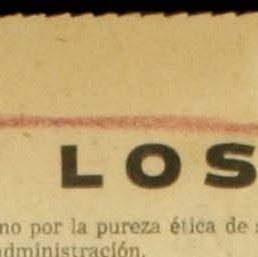 LOS
no por la pureza ética de
administración.